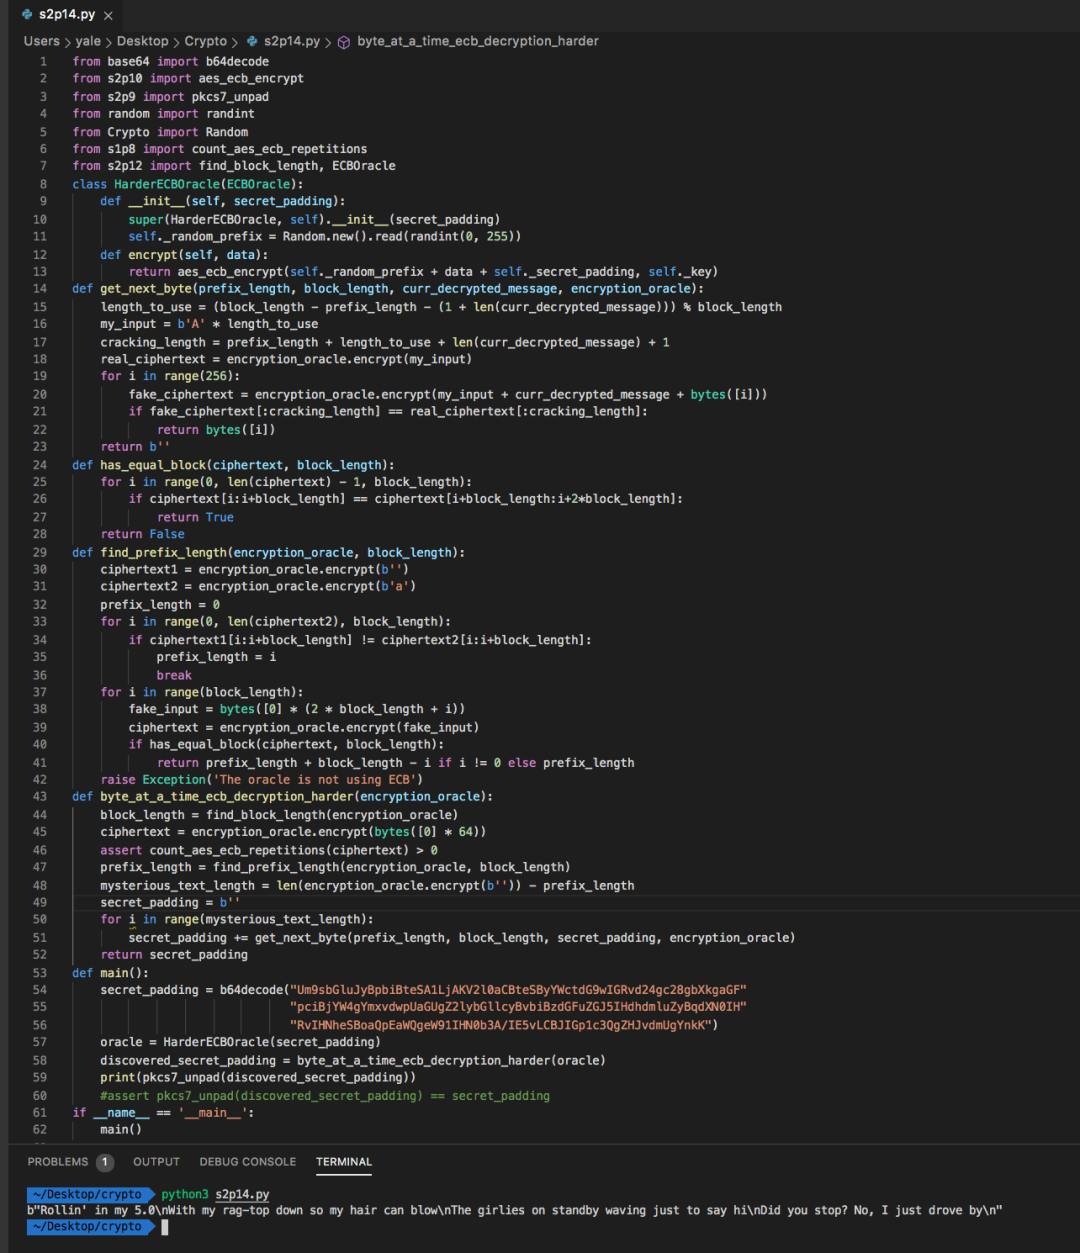 s2p14.py ×
Users > yale > Desktop > Crypto > s2p14.py > byte_at_a_time_ecb_decryption_harder
1 from base64 import b64decode
2 from s2p10 import aes_ecb_encrypt
3 from s2p9 import pkcs7_unpad
4 from random import randint
5 from Crypto import Random
6 from s1p8 import count_aes_ecb_repetitions
7 from s2p12 import find_block_length, ECBOracle
8 class HarderECBOracle(ECBOracle):
9 def __init__(self, secret_padding):
10 super(HarderECBOracle, self).__init__(secret_padding)
11 self._random_prefix = Random.new().read(randint(0, 255))
12 def encrypt(self, data):
13 return aes_ecb_encrypt(self._random_prefix + data + self._secret_padding, self._key)
14 def get_next_byte(prefix_length, block_length, curr_decrypted_message, encryption_oracle):
15 length_to_use = (block_length - prefix_length - (1 + len(curr_decrypted_message))) % block_length
16 my_input = b'A' * length_to_use
17 cracking_length = prefix_length + length_to_use + len(curr_decrypted_message) + 1
18 real_ciphertext = encryption_oracle.encrypt(my_input)
19 for i in range(256):
20 fake_ciphertext = encryption_oracle.encrypt(my_input + curr_decrypted_message + bytes([i]))
21 if fake_ciphertext[:cracking_length] == real_ciphertext[:cracking_length]:
22 return bytes([i])
23 return b''
24 def has_equal_block(ciphertext, block_length):
25 for i in range(0, len(ciphertext) - 1, block_length):
26 if ciphertext[i:i+block_length] == ciphertext[i+block_length:i+2*block_length]:
27 return True
28 return False
29 def find_prefix_length(encryption_oracle, block_length):
30 ciphertext1 = encryption_oracle.encrypt(b'')
31 ciphertext2 = encryption_oracle.encrypt(b'a')
32 prefix_length = 0
33 for i in range(0, len(ciphertext2), block_length):
34 if ciphertext1[i:i+block_length] != ciphertext2[i:i+block_length]:
35 prefix_length = i
36 break
37 for i in range(block_length):
38 fake_input = bytes([0] * (2 * block_length + i))
39 ciphertext = encryption_oracle.encrypt(fake_input)
40 if has_equal_block(ciphertext, block_length):
41 return prefix_length + block_length - i if i != 0 else prefix_length
42 raise Exception('The oracle is not using ECB')
43 def byte_at_a_time_ecb_decryption_harder(encryption_oracle):
44 block_length = find_block_length(encryption_oracle)
45 ciphertext = encryption_oracle.encrypt(bytes([0] * 64))
46 assert count_aes_ecb_repetitions(ciphertext) > 0
47 prefix_length = find_prefix_length(encryption_oracle, block_length)
48 mysterious_text_length = len(encryption_oracle.encrypt(b'')) - prefix_length
49 secret_padding = b''
50 for i in range(mysterious_text_length):
51 secret_padding += get_next_byte(prefix_length, block_length, secret_padding, encryption_oracle)
52 return secret_padding
53 def main():
54 secret_padding = b64decode("Um9sbGluJyBpbiBteSA1LjAKV2l0aCBteSByYWctdG9wIGRvd24gc28gbXkgaGF"
55 "pciBjYW4gYmxvdwpUaGUgZ2lybGllcyBvbiBzdGFuZGJ5IHdhdmluZyBqdXN0IH"
56 "RvIHNheSBoaQpEaWQgeW91IHN0b3A/IE5vLCBJIGp1c3QgZHJvdmUgYnkK")
57 oracle = HarderECBOracle(secret_padding)
58 discovered_secret_padding = byte_at_a_time_ecb_decryption_harder(oracle)
59 print(pkcs7_unpad(discovered_secret_padding))
60 #assert pkcs7_unpad(discovered_secret_padding) == secret_padding
61 if __name__ == '__main__':
62 main()
PROBLEMS 1 OUTPUT DEBUG CONSOLE TERMINAL
~/Desktop/crypto python3 s2p14.py
b"Rollin' in my 5.0\nWith my rag-top down so my hair can blow\nThe girlies on standby waving just to say hi\nDid you stop? No, I just drove by\n"
~/Desktop/crypto